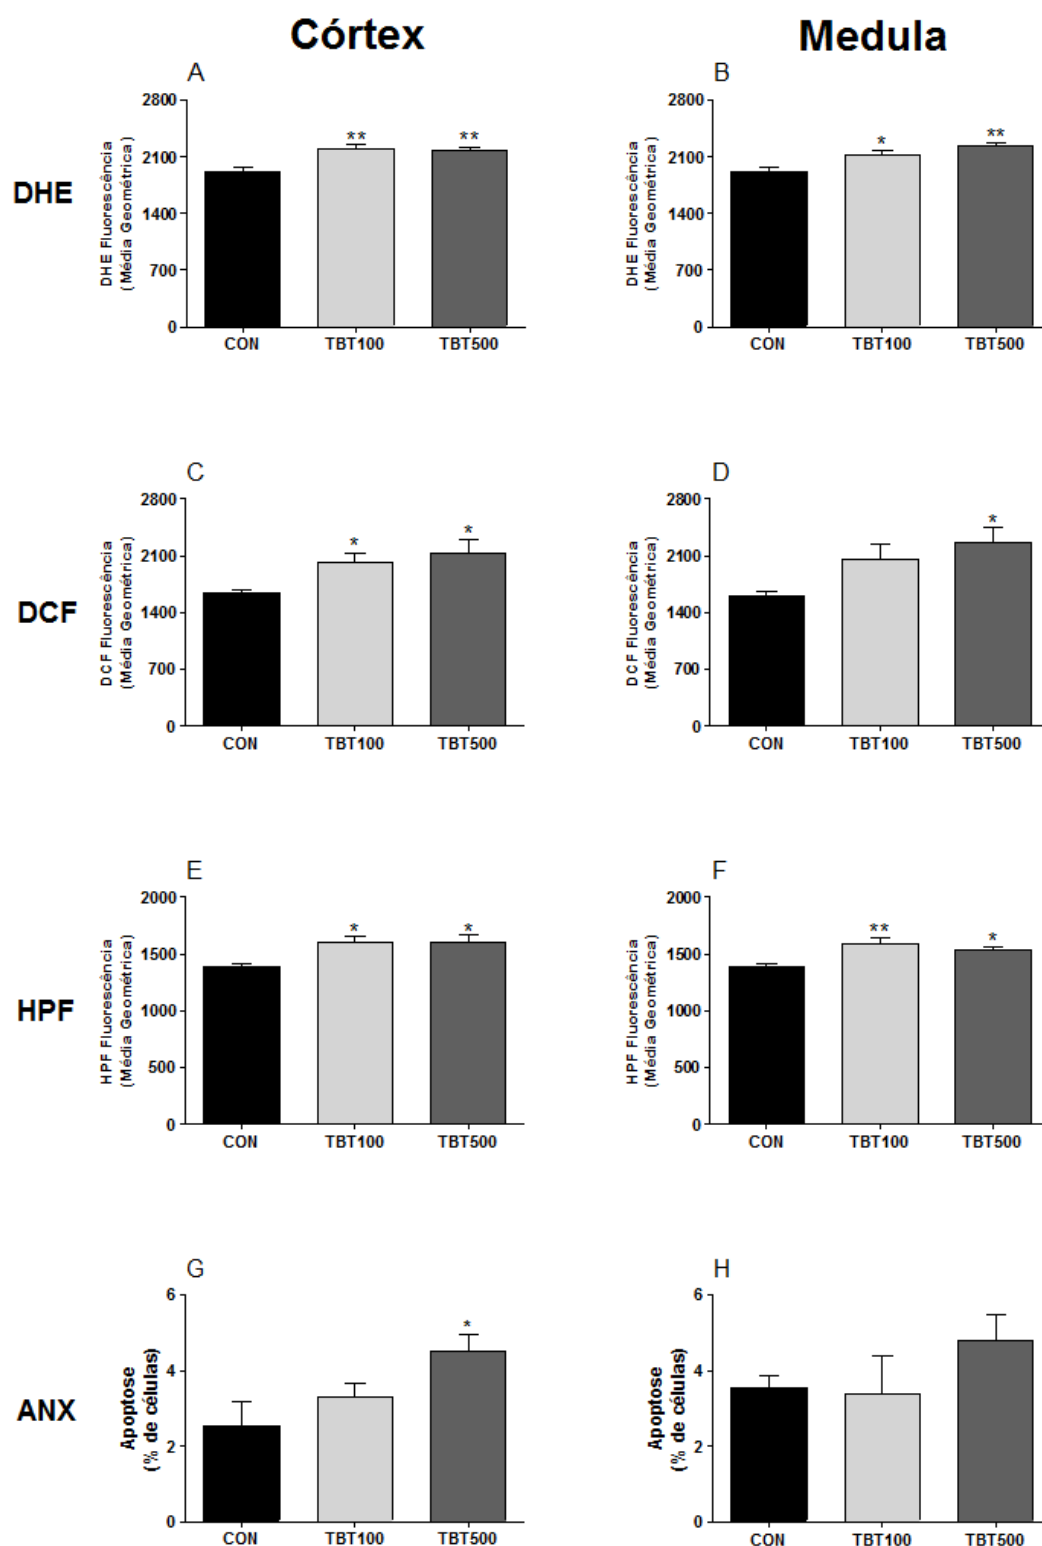 Córtex
Medula
DHE
A
DHE Fluorescência
(Média Geométrica)
2800
2100
1400
700
0
**
**
CON
TBT100
TBT500
B
DHE Fluorescência
(Média Geométrica)
2800
2100
1400
700
0
*
**
CON
TBT100
TBT500
DCF
C
DCF Fluorescência
(Média Geométrica)
2800
2100
1400
700
0
*
*
CON
TBT100
TBT500
D
DCF Fluorescência
(Média Geométrica)
2800
2100
1400
700
0
*
CON
TBT100
TBT500
HPF
E
HPF Fluorescência
(Média Geométrica)
2000
1500
1000
500
0
*
*
CON
TBT100
TBT500
F
HPF Fluorescência
(Média Geométrica)
2000
1500
1000
500
0
**
*
CON
TBT100
TBT500
ANX
G
Apoptose
(% de células)
6
4
2
0
*
CON
TBT100
TBT500
H
Apoptose
(% de células)
6
4
2
0
CON
TBT100
TBT500